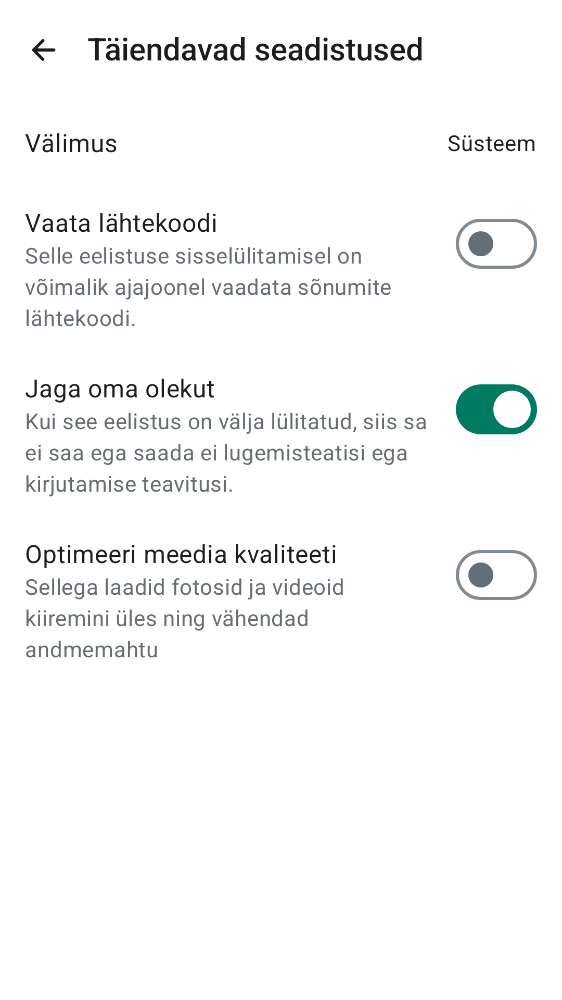 Täiendavad seadistused
Välimus
Süsteem
Vaata lähtekoodi
Selle eelistuse sisselülitamisel on
võimalik ajajoonel vaadata sõnumite
lähtekoodi.
Jaga oma olekut
Kui see eelistus on välja lülitatud, siis sa
ei saa ega saada ei lugemisteatisi ega
kirjutamise teavitusi.
Optimeeri meedia kvaliteeti
Sellega laadid fotosid ja videoid
kiiremini üles ning vähendad
andmemahtu